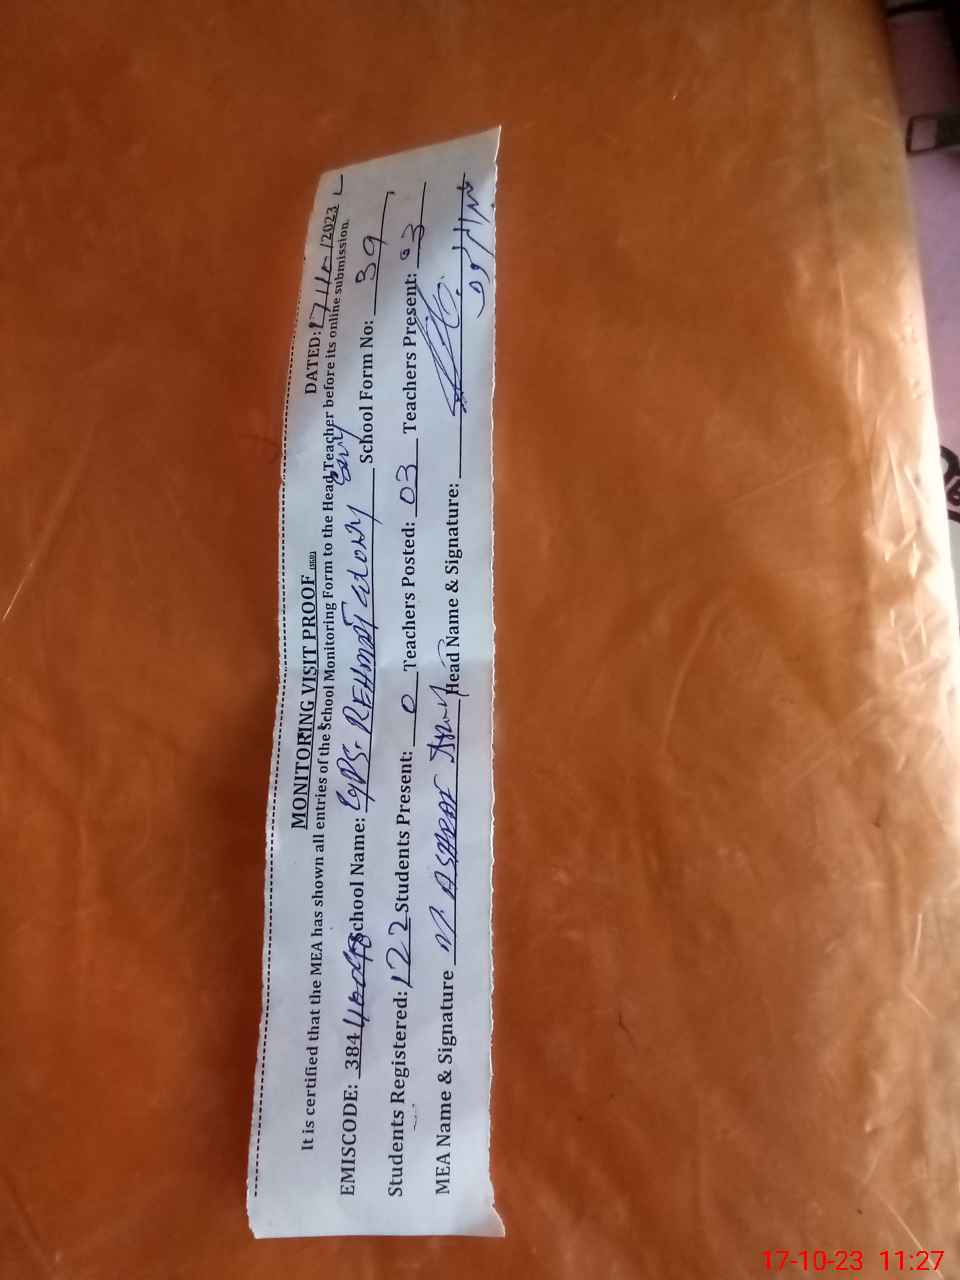 MONITORING VISIT PROOF
DATED: 17/10/2023
It is certified that the MEA has shown all entries of the School Monitoring Form to the Head Teacher before its online submission.
EMISCODE: 384 School Name: GPS. REHMAT COLONY School Form No: 39
Students Registered: 122 Students Present: 0 Teachers Posted: 03 Teachers Present: 03
MEA Name & Signature M. ASHRAF Head Name & Signature:
17-10-23 11:27